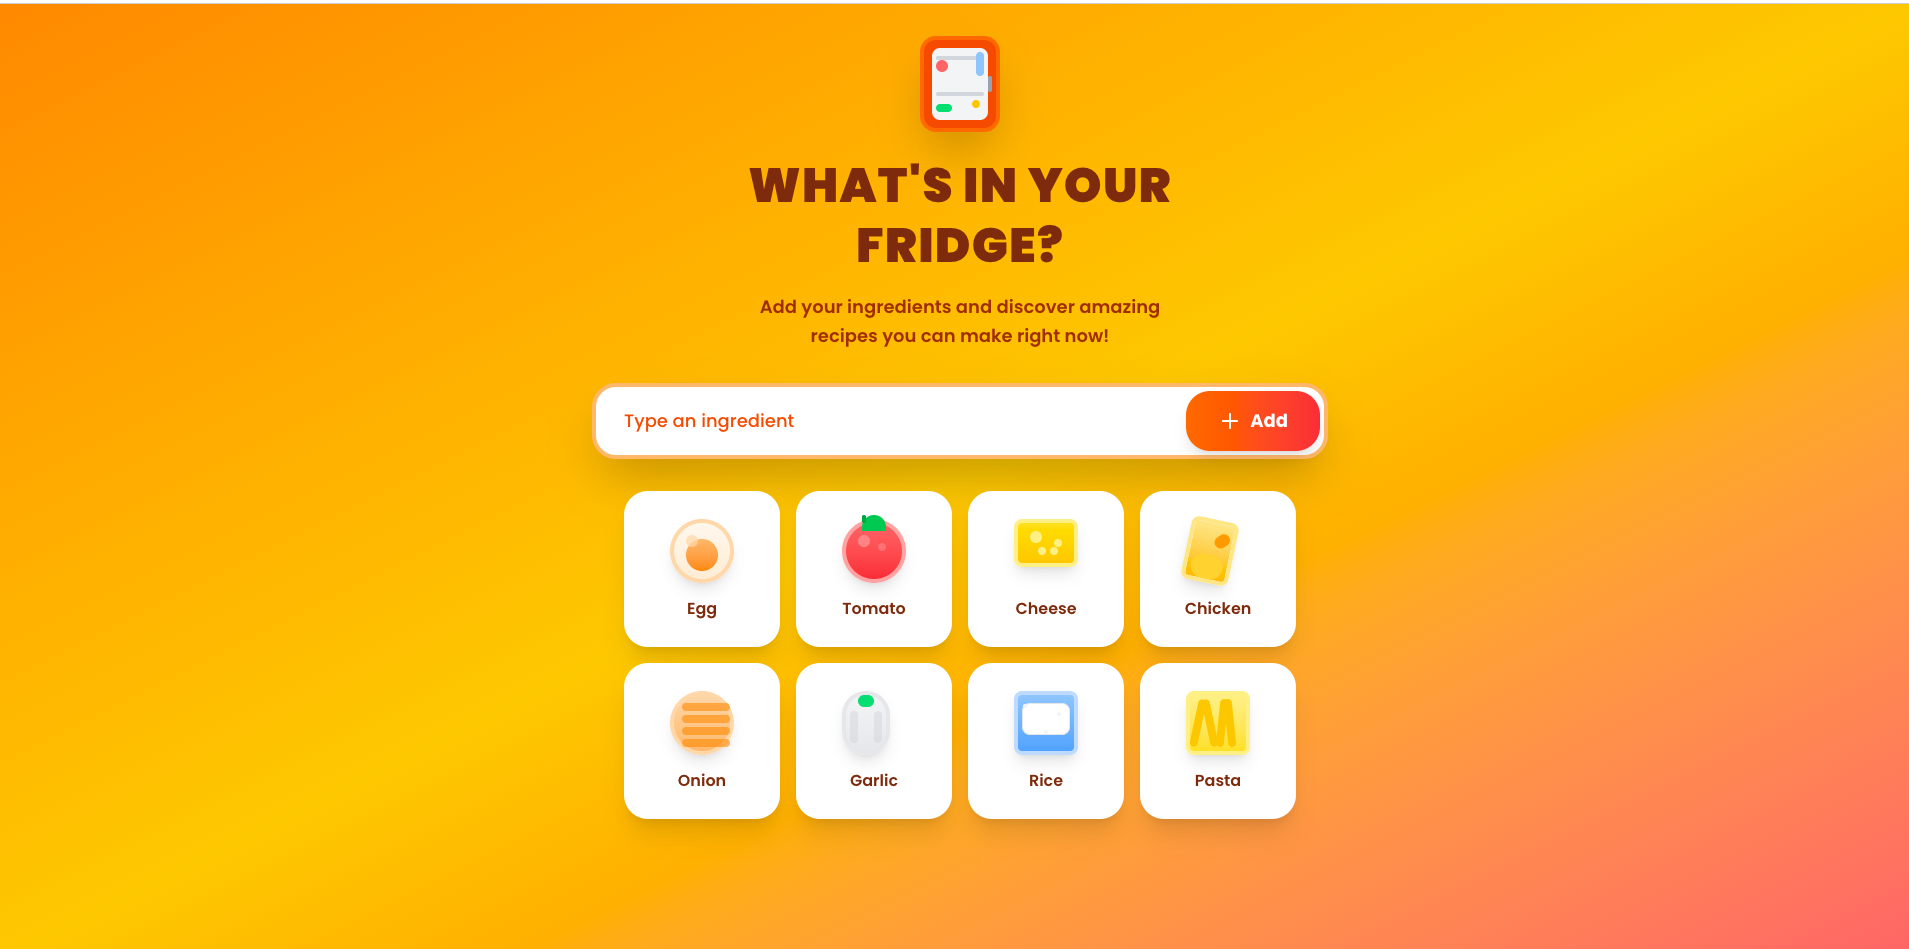 WHAT'S IN YOUR
FRIDGE?
Add your ingredients and discover amazing
recipes you can make right now!
Type an ingredient
Add
Egg
Tomato
Cheese
Chicken
Onion
Garlic
Rice
Pasta